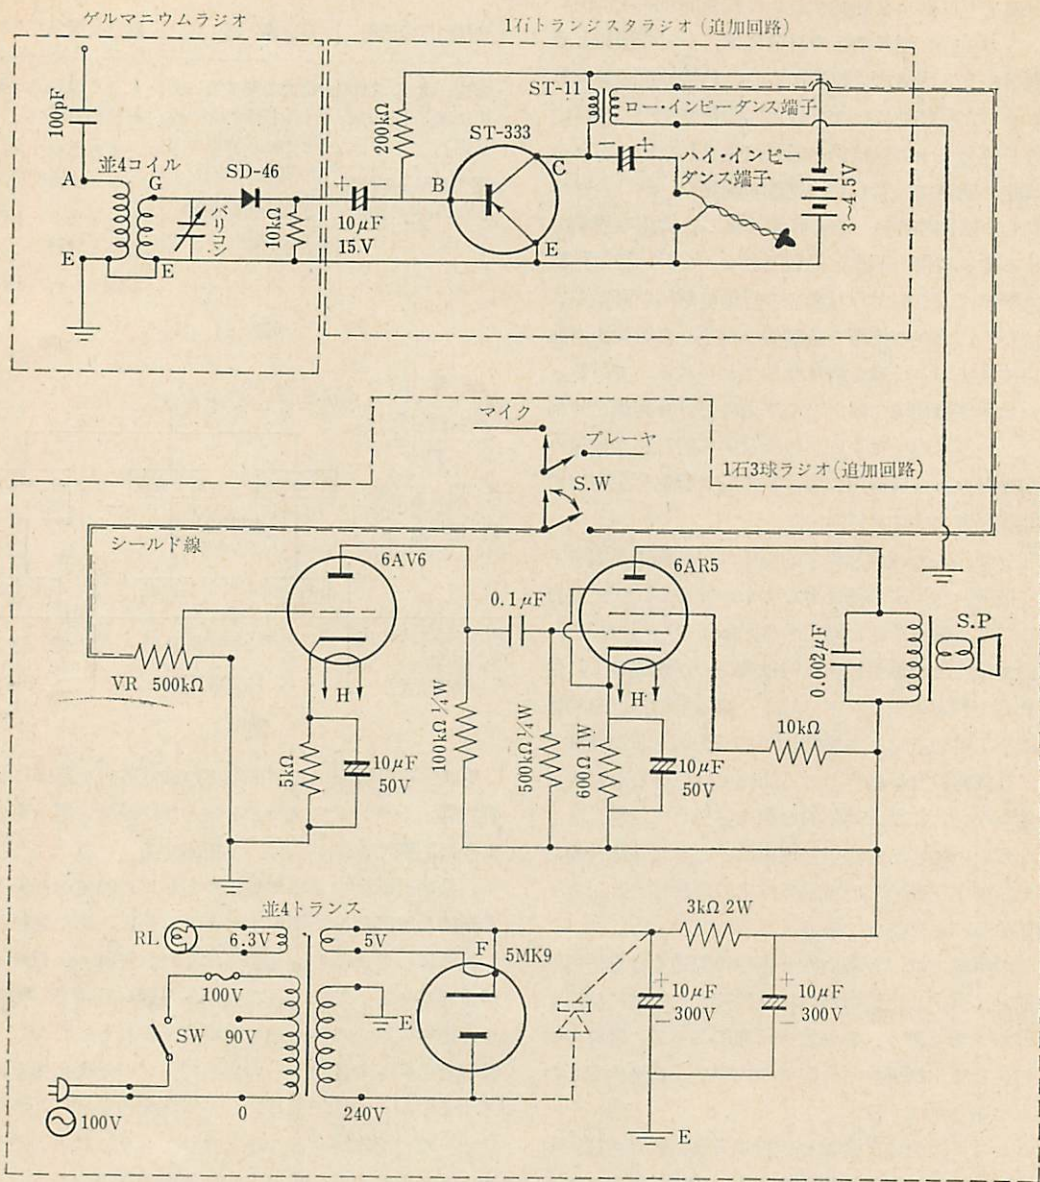 ゲルマニウムラジオ
1石トランジスタラジオ(追加回路)
100pF
並4コイル
A
G
E
E
バリコン
SD-46
10kΩ
+ −
10μF
15.V
200kΩ
ST-333
B
C
E
ST-11
ロー・インピーダンス端子
− +
ハイ・インピー
ダンス端子
3~4.5V
マイク
プレーヤ
S.W
1石3球ラジオ(追加回路)
シールド線
6AV6
6AR5
0.1μF
VR 500kΩ
H
H
5kΩ
10μF
50V
100kΩ ¼W
500kΩ ¼W
600Ω 1W
10μF
50V
0.002μF
S.P
10kΩ
並4トランス
3kΩ 2W
RL
6.3V
5V
F
5MK9
100V
SW
90V
E
+
10μF
300V
−
+
10μF
300V
−
100V
0
240V
E